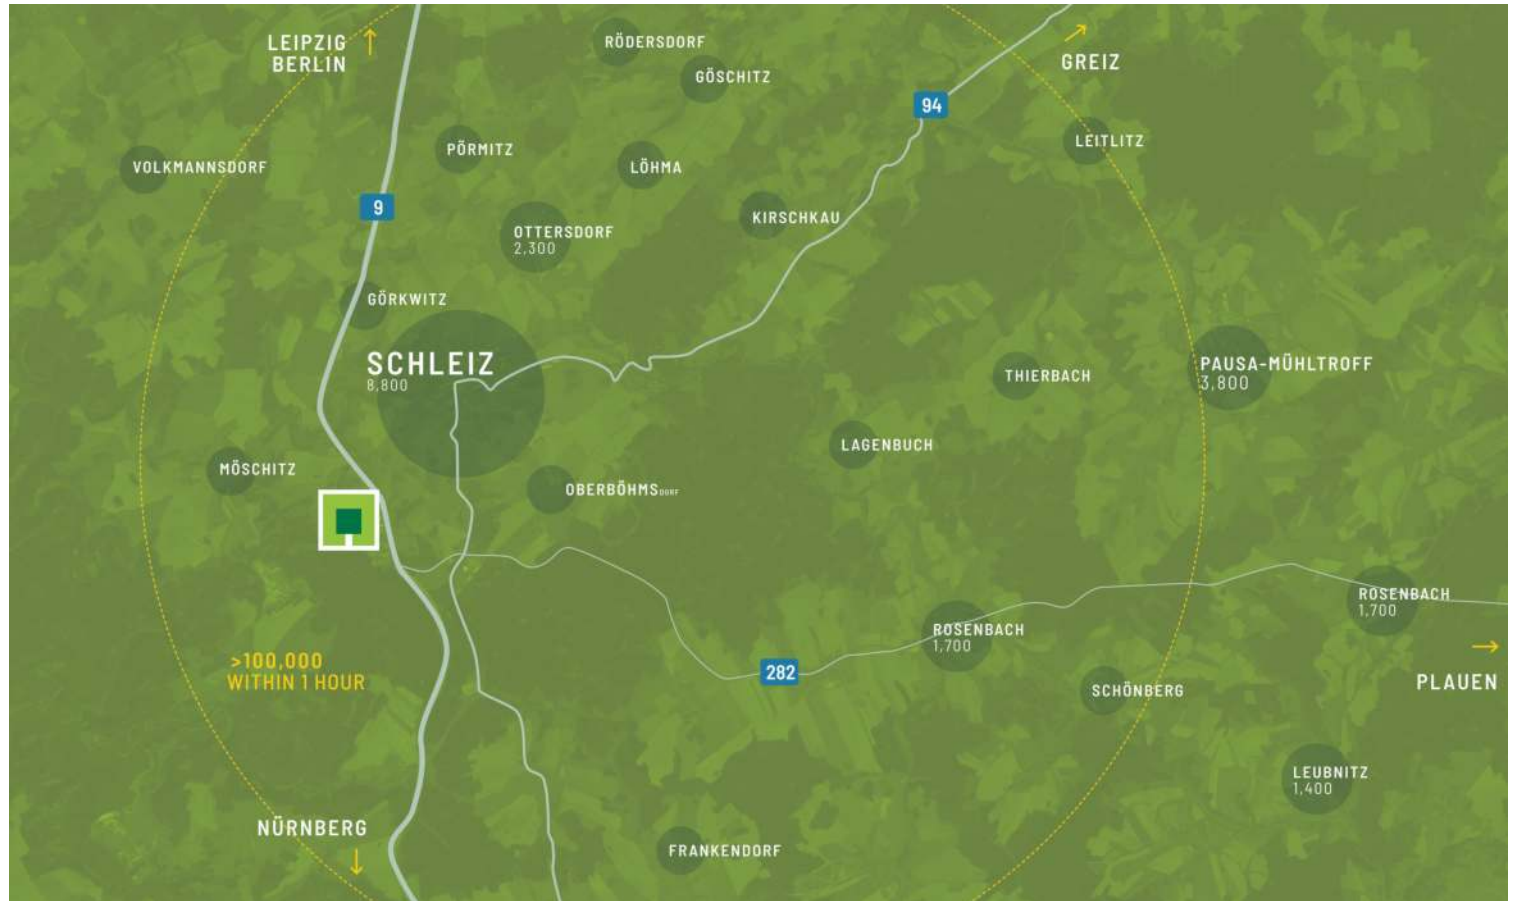 LEIPZIG
BERLIN
RÖDERSDORF
GÖSCHITZ
GREIZ
94
LEITLITZ
PÖRMITZ
VOLKMANNSDORF
LÖHMA
9
KIRSCHKAU
OTTERSDORF
2,300
GÖRKWITZ
SCHLEIZ
8,800
THIERBACH
PAUSA-MÜHLTROFF
3,800
LAGENBUCH
MÖSCHITZ
OBERBÖHMSDORF
ROSENBACH
1,700
ROSENBACH
1,700
>100,000
WITHIN 1 HOUR
282
PLAUEN
SCHÖNBERG
LEUBNITZ
1,400
NÜRNBERG
FRANKENDORF